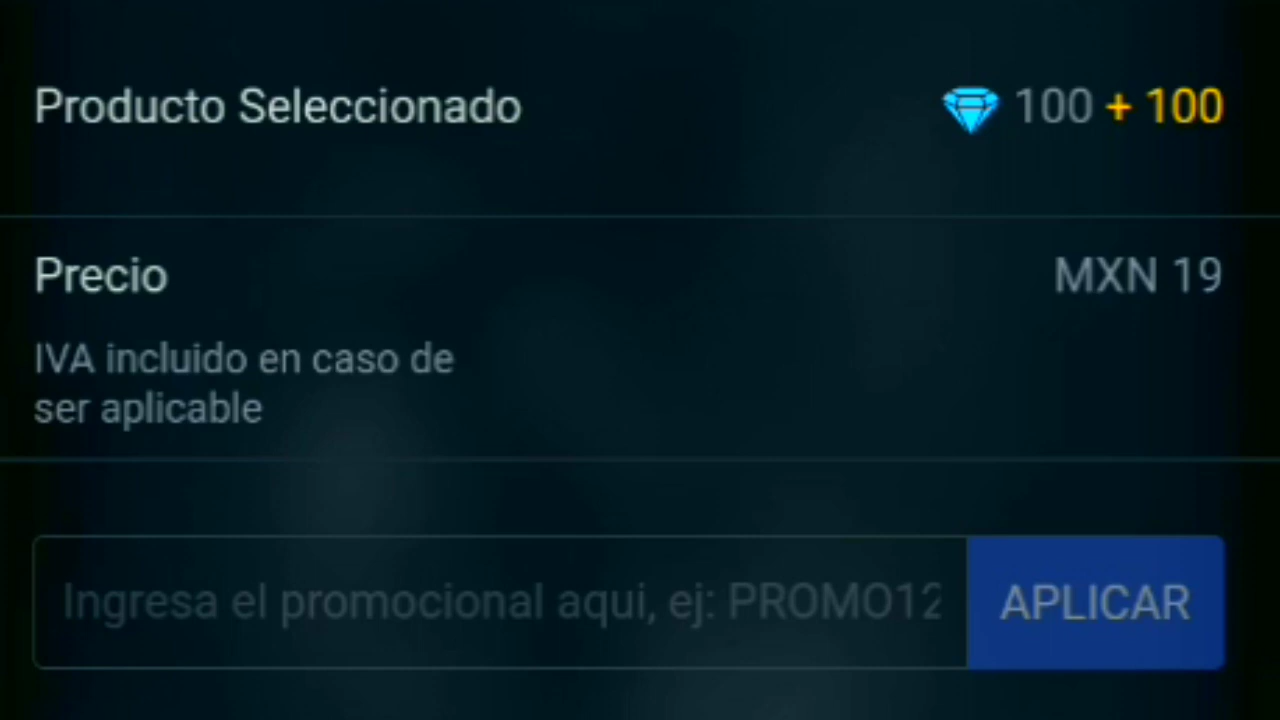 Producto Seleccionado 100 + 100
Precio MXN 19
IVA incluido en caso de
ser aplicable
Ingresa el promocional aqui, ej: PROMO12 APLICAR